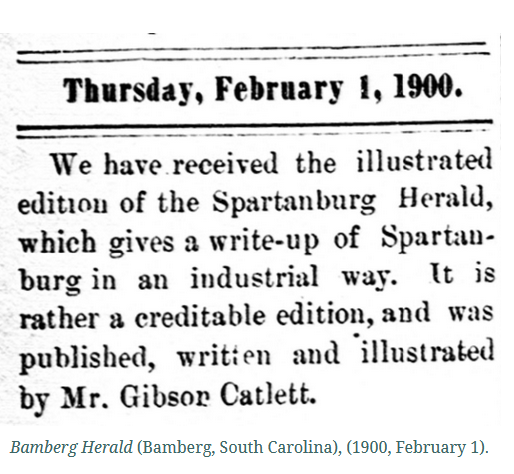 Thursday, February 1, 1900.
We have received the illustrated
edition of the Spartanburg Herald,
which gives a write-up of Spartan-
burg in an industrial way. It is
rather a creditable edition, and was
published, written and illustrated
by Mr. Gibson Catlett.
Bamberg Herald (Bamberg, South Carolina), (1900, February 1).